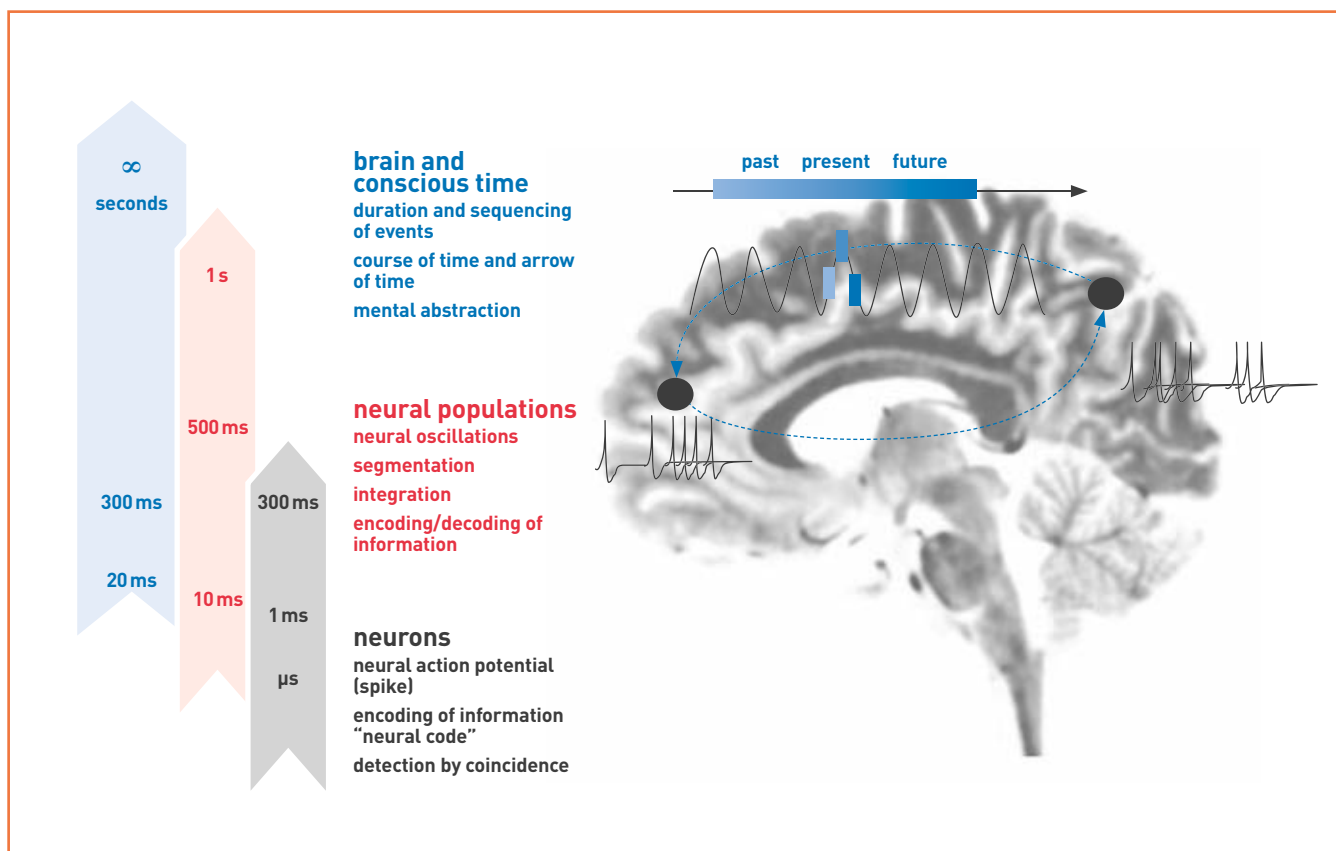 ∞
seconds
300 ms
20 ms
1 s
500 ms
10 ms
300 ms
1 ms
µs
brain and
conscious time
duration and sequencing
of events
course of time and arrow
of time
mental abstraction
neural populations
neural oscillations
segmentation
integration
encoding/decoding of
information
neurons
neural action potential
(spike)
encoding of information
“neural code”
detection by coincidence
past present future